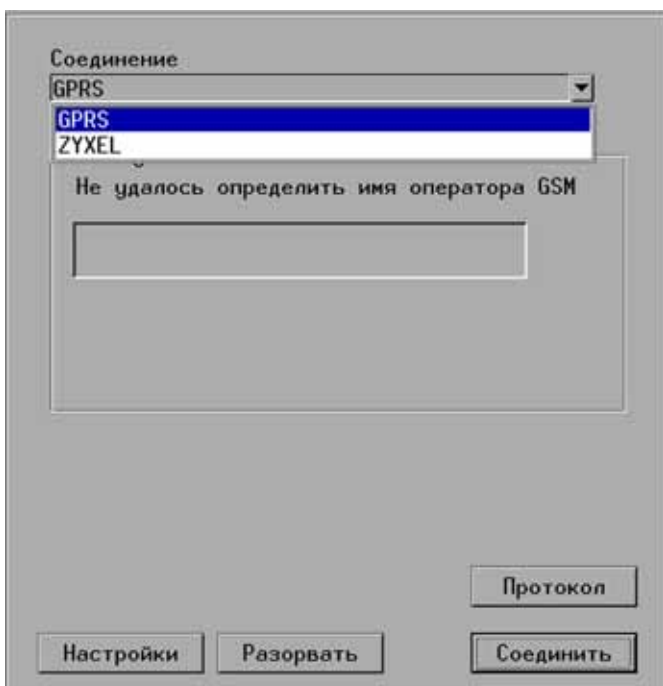 Соединение
GPRS
GPRS
ZYXEL
Не удалось определить имя оператора GSM
Протокол
Настройки
Разорвать
Соединить